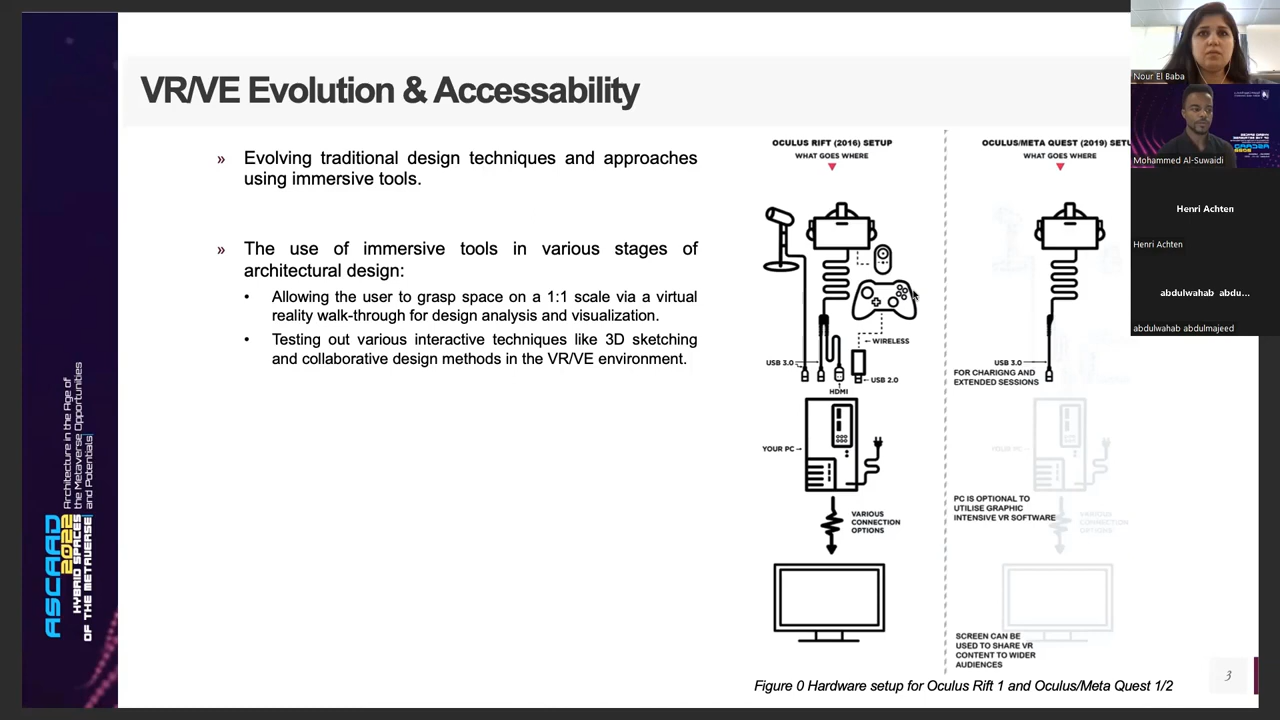 VR/VE Evolution & Accessability
» Evolving traditional design techniques and approaches
using immersive tools.
» The use of immersive tools in various stages of
architectural design:
• Allowing the user to grasp space on a 1:1 scale via a virtual
reality walk-through for design analysis and visualization.
• Testing out various interactive techniques like 3D sketching
and collaborative design methods in the VR/VE environment.
OCULUS RIFT (2016) SETUP
WHAT GOES WHERE
WIRELESS
USB 3.0
USB 2.0
HDMI
YOUR PC
VARIOUS
CONNECTION
OPTIONS
OCULUS/META QUEST (2019) SETU
WHAT GOES WHERE
USB 3.0
FOR CHARIGNG AND
EXTENDED SESSIONS
YOUR PC
PC IS OPTIONAL TO
UTILISE GRAPHIC
INTENSIVE VR SOFTWARE
VARIOUS
CONNECTION
OPTIONS
SCREEN CAN BE
USED TO SHARE VR
CONTENT TO WIDER
AUDIENCES
Figure 0 Hardware setup for Oculus Rift 1 and Oculus/Meta Quest 1/2
3
ASCAAD
2022
HYBRID SPACES
OF THE METAVERSE
Architecture in the Age of
the Metaverse Opportunities
and Potentials
Nour El Baba
Mohammed Al-Suwaidi
Henri Achten
Henri Achten
abdulwahab abdu...
abdulwahab abdulmajeed